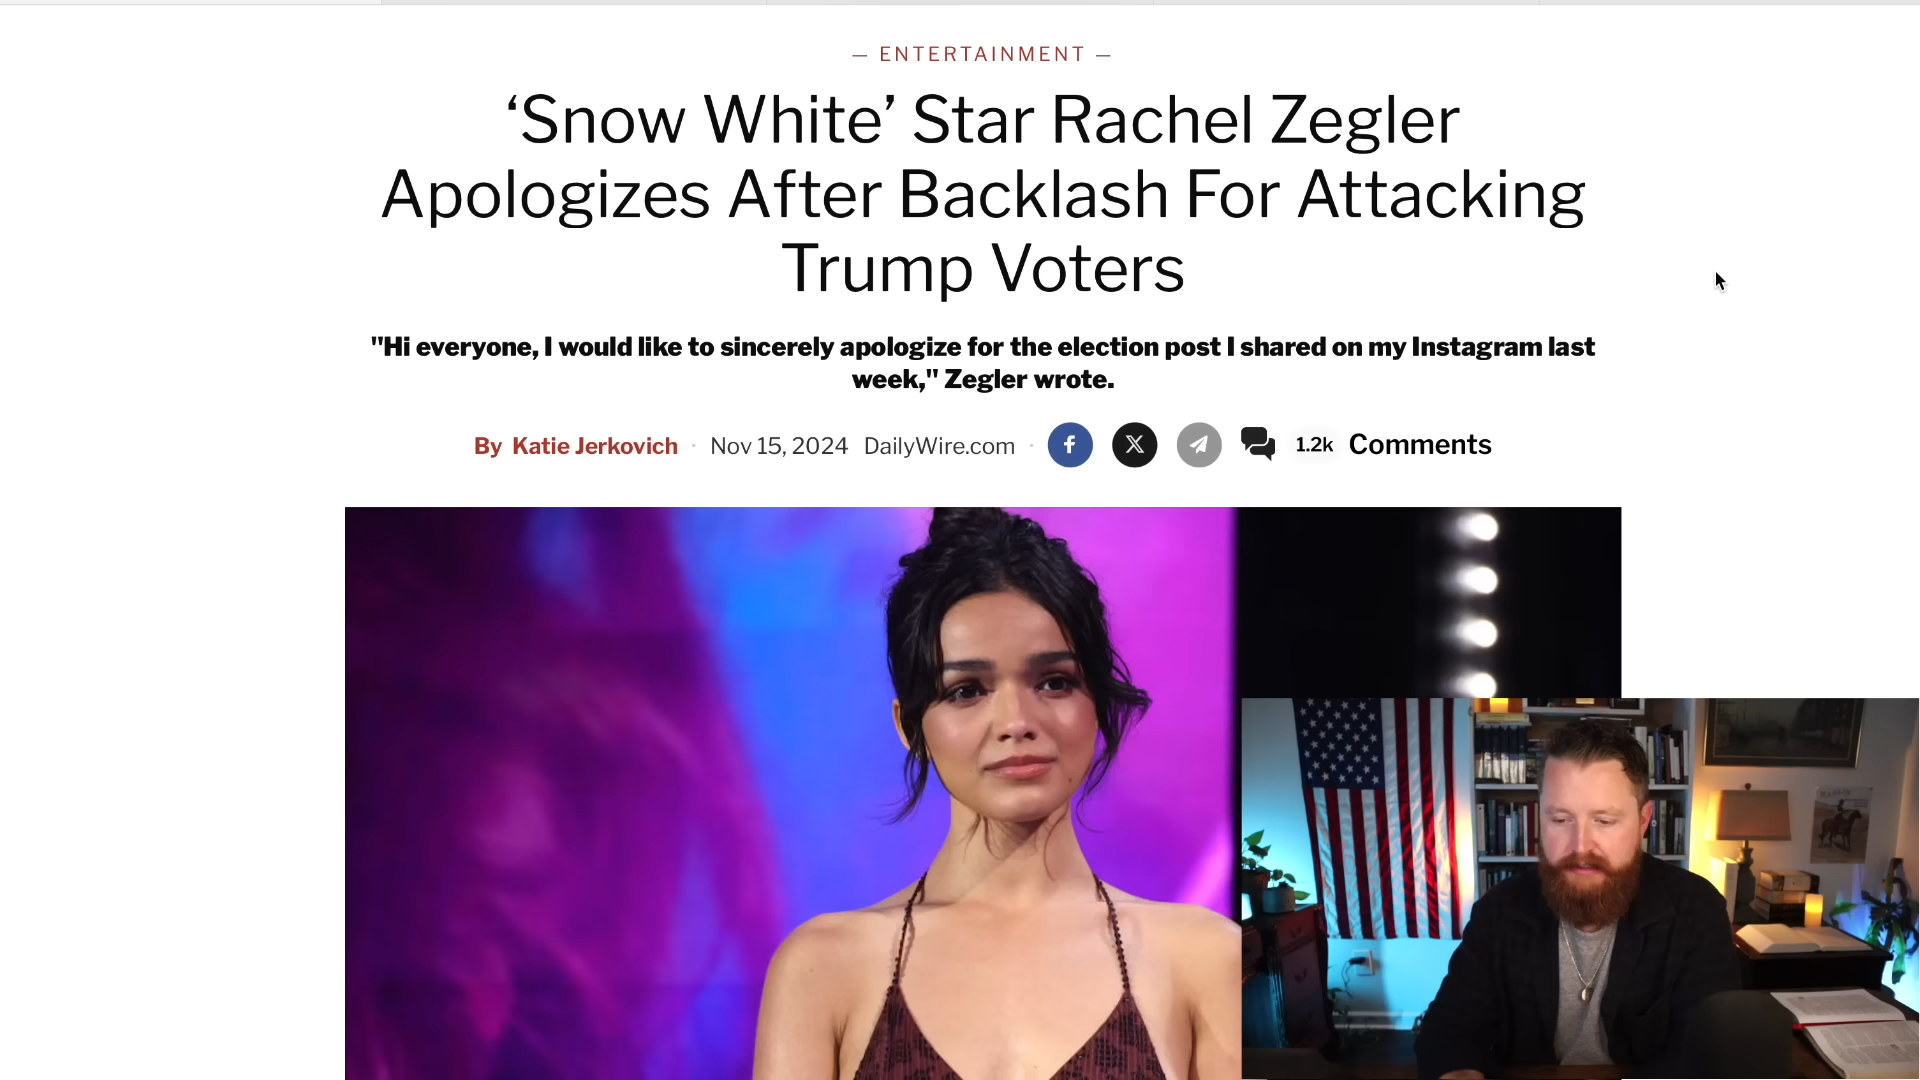 — ENTERTAINMENT —
‘Snow White’ Star Rachel Zegler
Apologizes After Backlash For Attacking
Trump Voters
"Hi everyone, I would like to sincerely apologize for the election post I shared on my Instagram last
week," Zegler wrote.
By Katie Jerkovich · Nov 15, 2024 DailyWire.com · 1.2k Comments